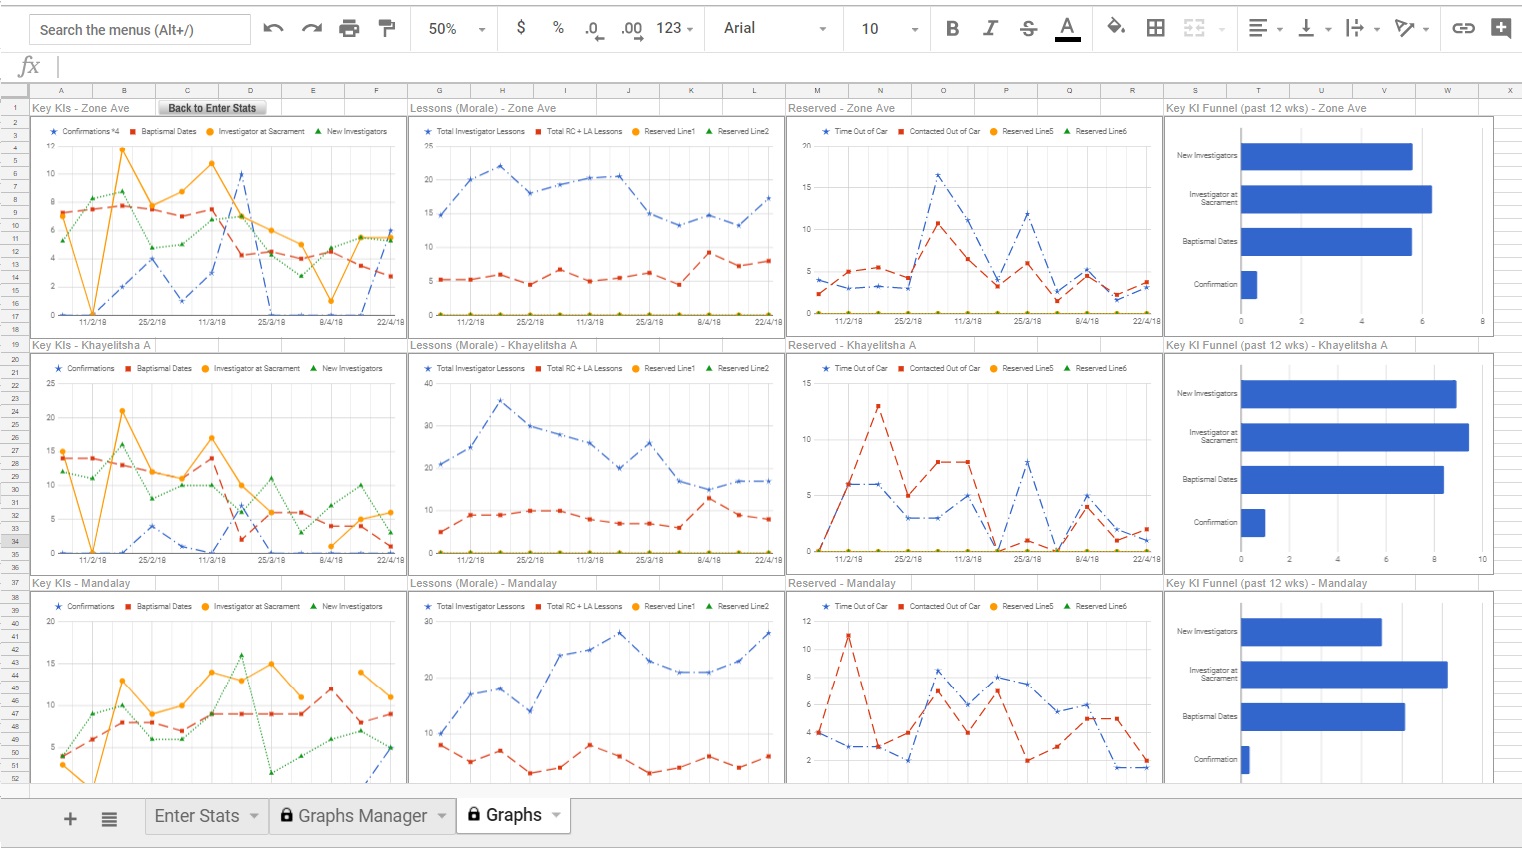 Search the menus (Alt+/) 50% $ % .0 .00 123 Arial 10 B I S A
fx
A B C D E F G H I J K L M N O P Q R S T U V W X
1 Key KIs - Zone Ave Back to Enter Stats Lessons (Morale) - Zone Ave Reserved - Zone Ave Key KI Funnel (past 12 wks) - Zone Ave
Confirmations *4 Baptismal Dates Investigator at Sacrament New Investigators
12
10
8
6
4
2
0
11/2/18 25/2/18 11/3/18 25/3/18 8/4/18 22/4/18
Total Investigator Lessons Total RC + LA Lessons Reserved Line1 Reserved Line2
25
20
15
10
5
0
11/2/18 25/2/18 11/3/18 25/3/18 8/4/18 22/4/18
Time Out of Car Contacted Out of Car Reserved Line5 Reserved Line6
20
15
10
5
0
11/2/18 25/2/18 11/3/18 25/3/18 8/4/18 22/4/18
New Investigators
Investigator at
Sacrament
Baptismal Dates
Confirmation
0 2 4 6 8
19 Key KIs - Khayelitsha A Lessons (Morale) - Khayelitsha A Reserved - Khayelitsha A Key KI Funnel (past 12 wks) - Khayelitsha A
Confirmations Baptismal Dates Investigator at Sacrament New Investigators
25
20
15
10
5
0
11/2/18 25/2/18 11/3/18 25/3/18 8/4/18 22/4/18
Total Investigator Lessons Total RC + LA Lessons Reserved Line1 Reserved Line2
40
30
20
10
0
11/2/18 25/2/18 11/3/18 25/3/18 8/4/18 22/4/18
Time Out of Car Contacted Out of Car Reserved Line5 Reserved Line6
15
10
5
0
11/2/18 25/2/18 11/3/18 25/3/18 8/4/18 22/4/18
New Investigators
Investigator at
Sacrament
Baptismal Dates
Confirmation
0 2 4 6 8 10
37 Key KIs - Mandalay Lessons (Morale) - Mandalay Reserved - Mandalay Key KI Funnel (past 12 wks) - Mandalay
Confirmations Baptismal Dates Investigator at Sacrament New Investigators
20
15
10
5
Total Investigator Lessons Total RC + LA Lessons Reserved Line1 Reserved Line2
30
20
10
Time Out of Car Contacted Out of Car Reserved Line5 Reserved Line6
12
10
8
6
4
2
New Investigators
Investigator at
Sacrament
Baptismal Dates
Confirmation
+ Enter Stats Graphs Manager Graphs